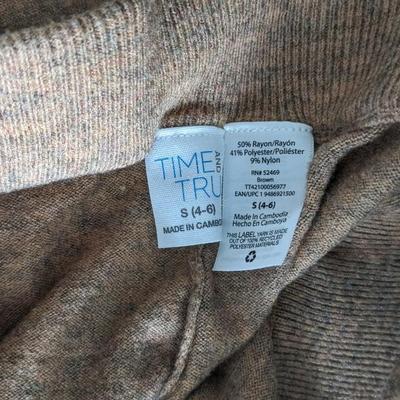 TIME
AND
TRU
S (4-6)
MADE IN CAMBO
50% Rayon/Rayón
41% Polyester/Poliéster
9% Nylon
RN# 52469
Brown
TT42100056977
EAN/UPC 1 9486921500
S (4-6)
Made In Cambodia
Hecho En Camboya
THIS LABEL YARN IS MADE
OUT OF 100% RECYCLED
POLYESTER MATERIALS